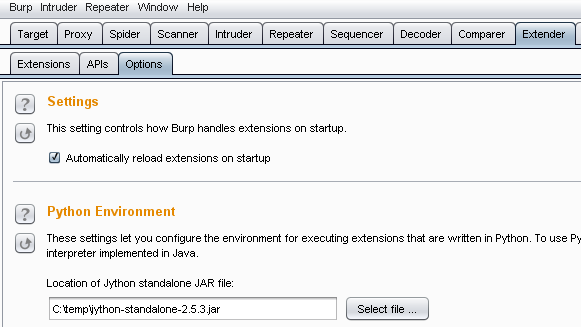 Burp Intruder Repeater Window Help
Target Proxy Spider Scanner Intruder Repeater Sequencer Decoder Comparer Extender
Extensions APIs Options
Settings
This setting controls how Burp handles extensions on startup.
Automatically reload extensions on startup
Python Environment
These settings let you configure the environment for executing extensions that are written in Python. To use Py
interpreter implemented in Java.
Location of Jython standalone JAR file:
C:\temp\jython-standalone-2.5.3.jar
Select file ...